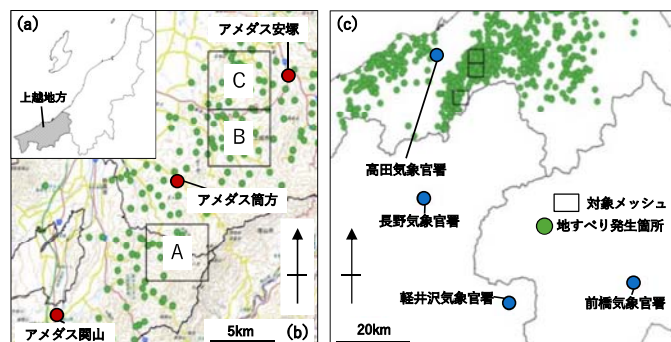 (a)
上越地方
アメダス安塚
C
B
アメダス筒方
A
アメダス関山
5km
(b)
(c)
高田気象官署
長野気象官署
対象メッシュ
地すべり発生箇所
軽井沢気象官署
前橋気象官署
20km